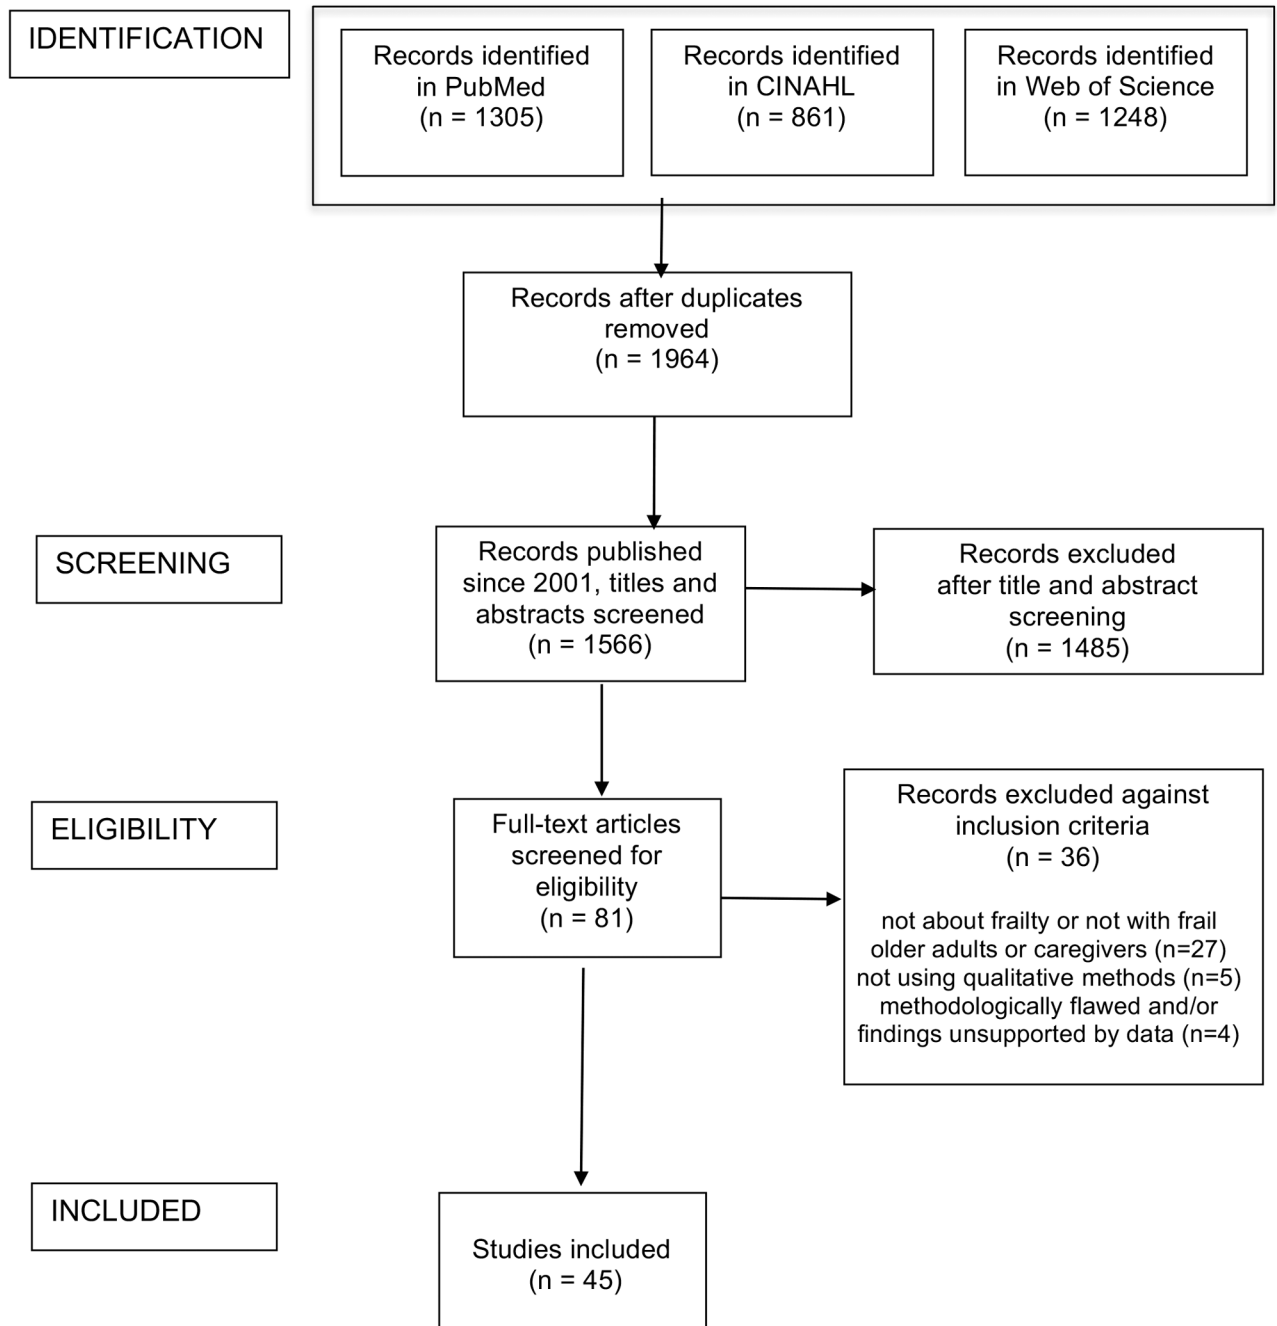 IDENTIFICATION
Records identified
in PubMed
(n = 1305)
Records identified
in CINAHL
(n = 861)
Records identified
in Web of Science
(n = 1248)
Records after duplicates
removed
(n = 1964)
SCREENING
Records published
since 2001, titles and
abstracts screened
(n = 1566)
Records excluded
after title and abstract
screening
(n = 1485)
ELIGIBILITY
Full-text articles
screened for
eligibility
(n = 81)
Records excluded against
inclusion criteria
(n = 36)
not about frailty or not with frail
older adults or caregivers (n=27)
not using qualitative methods (n=5)
methodologically flawed and/or
findings unsupported by data (n=4)
INCLUDED
Studies included
(n = 45)